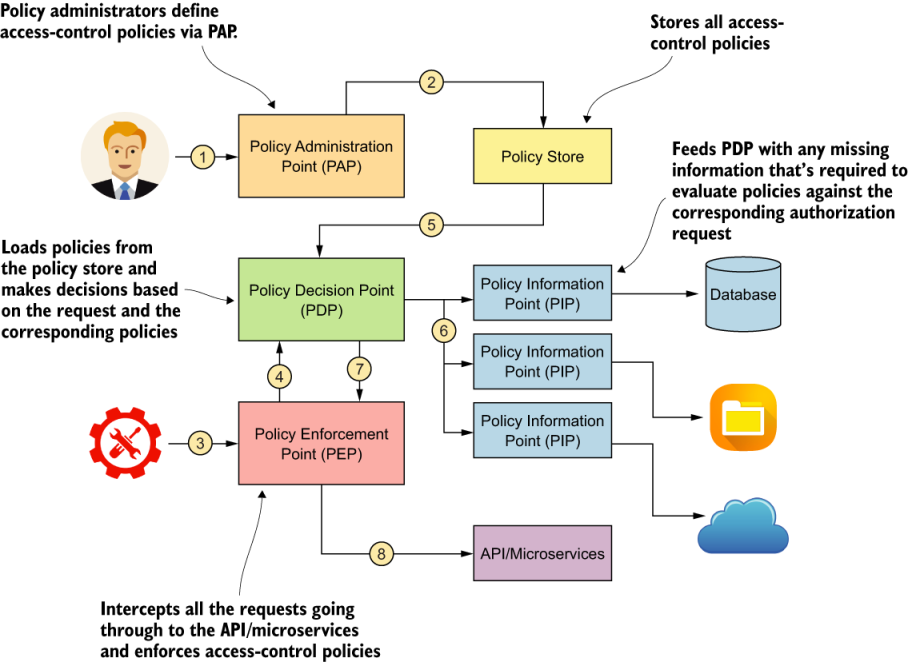 Policy administrators define
access-control policies via PAP.
Stores all access-
control policies
2
Policy Administration
Point (PAP)
1
Policy Store
Feeds PDP with any missing
information that's required to
evaluate policies against the
corresponding authorization
request
5
Loads policies from
the policy store and
makes decisions based
on the request and the
corresponding policies
Policy Decision Point
(PDP)
Policy Information
Point (PIP)
Database
6
Policy Information
Point (PIP)
4
7
Policy Information
Point (PIP)
3
Policy Enforcement
Point (PEP)
8
API/Microservices
Intercepts all the requests going
through to the API/microservices
and enforces access-control policies